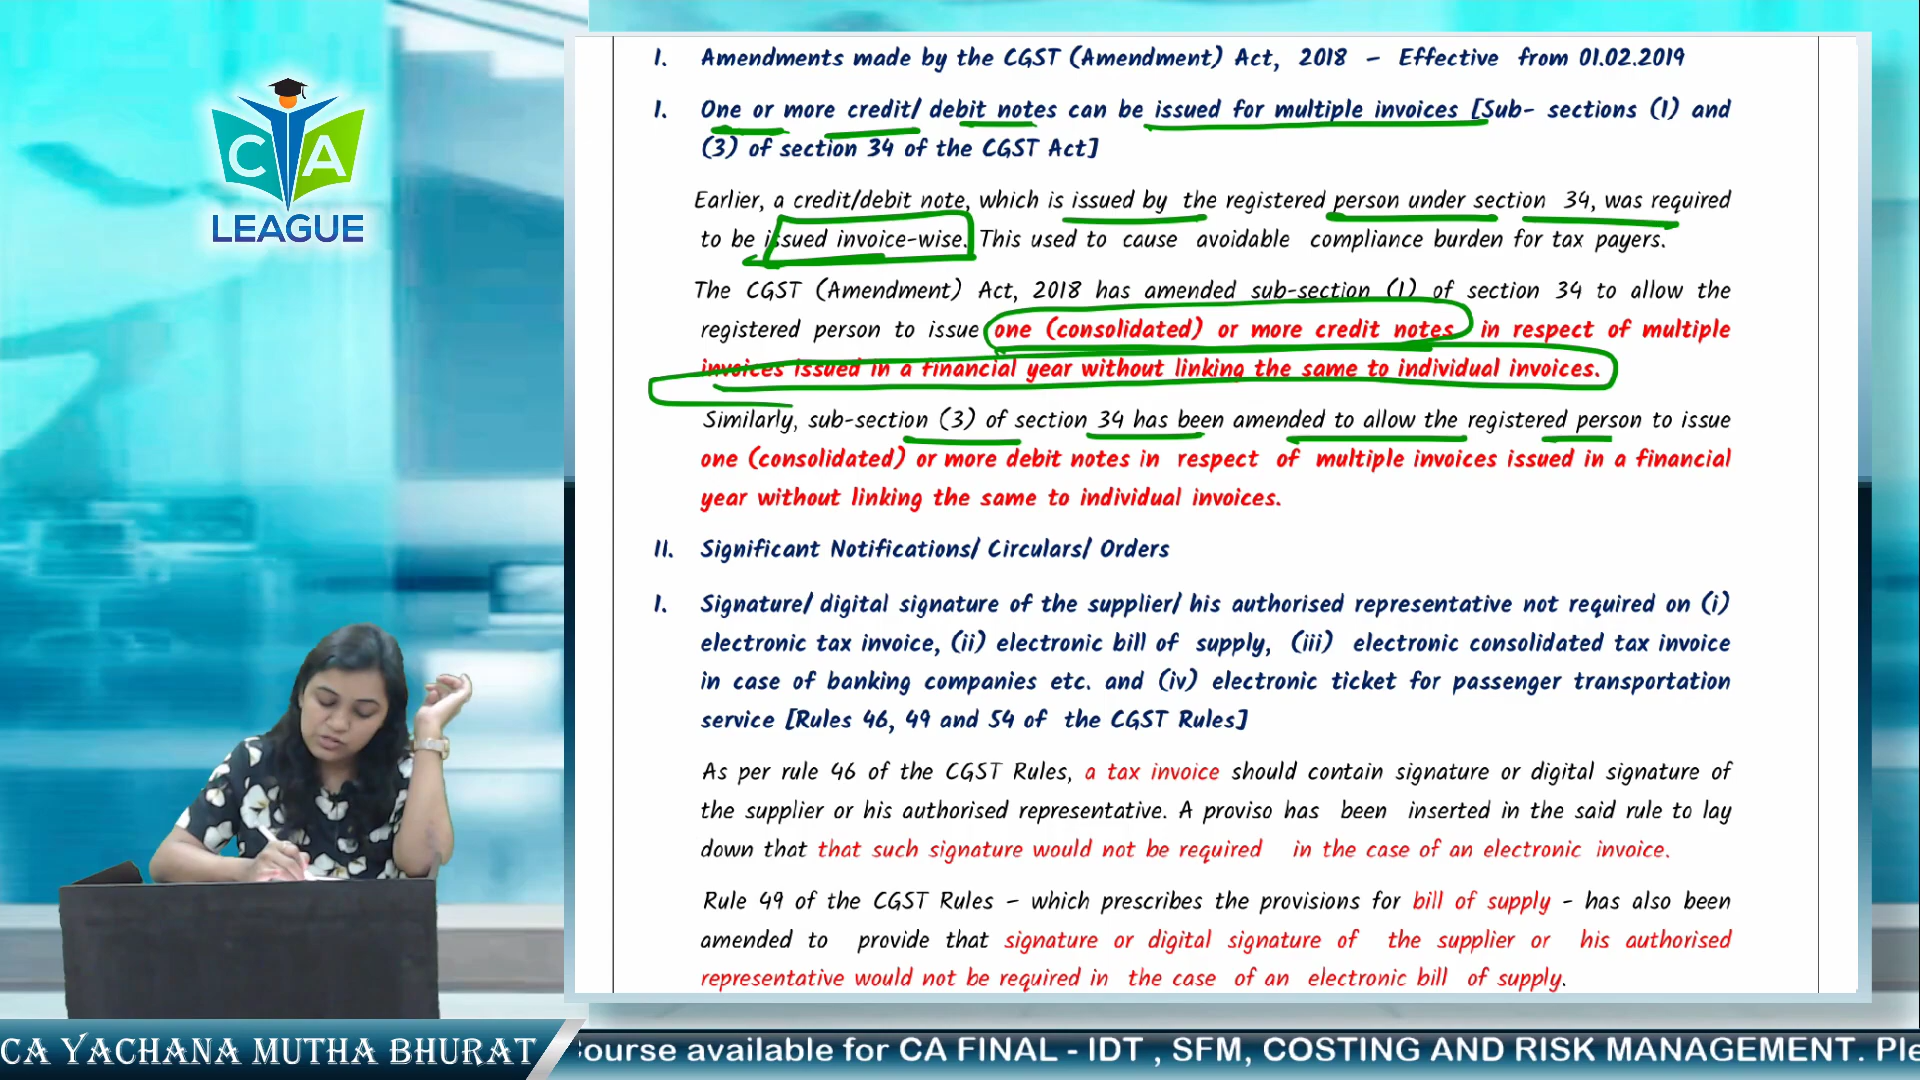 CA
LEAGUE
I. Amendments made by the CGST (Amendment) Act, 2018 – Effective from 01.02.2019
1. One or more credit/ debit notes can be issued for multiple invoices [Sub- sections (1) and
(3) of section 34 of the CGST Act]
Earlier, a credit/debit note, which is issued by the registered person under section 34, was required
to be issued invoice-wise. This used to cause avoidable compliance burden for tax payers.
The CGST (Amendment) Act, 2018 has amended sub-section (1) of section 34 to allow the
registered person to issue one (consolidated) or more credit notes in respect of multiple
invoices issued in a financial year without linking the same to individual invoices.
Similarly, sub-section (3) of section 34 has been amended to allow the registered person to issue
one (consolidated) or more debit notes in respect of multiple invoices issued in a financial
year without linking the same to individual invoices.
II. Significant Notifications/ Circulars/ Orders
1. Signature/ digital signature of the supplier/ his authorised representative not required on (i)
electronic tax invoice, (ii) electronic bill of supply, (iii) electronic consolidated tax invoice
in case of banking companies etc. and (iv) electronic ticket for passenger transportation
service [Rules 46, 49 and 54 of the CGST Rules]
As per rule 46 of the CGST Rules, a tax invoice should contain signature or digital signature of
the supplier or his authorised representative. A proviso has been inserted in the said rule to lay
down that that such signature would not be required in the case of an electronic invoice.
Rule 49 of the CGST Rules – which prescribes the provisions for bill of supply - has also been
amended to provide that signature or digital signature of the supplier or his authorised
representative would not be required in the case of an electronic bill of supply.
CA YACHANA MUTHA BHURAT
ourse available for CA FINAL - IDT , SFM, COSTING AND RISK MANAGEMENT. Ple